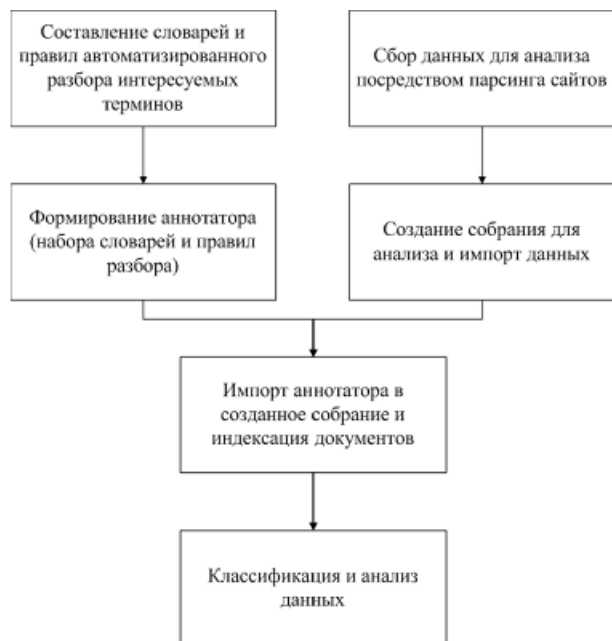 Составление словарей и
правил автоматизированного
разбора интересуемых
терминов
Сбор данных для анализа
посредством парсинга сайтов
Формирование аннотатора
(набора словарей и правил
разбора)
Создание собрания для
анализа и импорт данных
Импорт аннотатора в
созданное собрание и
индексация документов
Классификация и анализ
данных